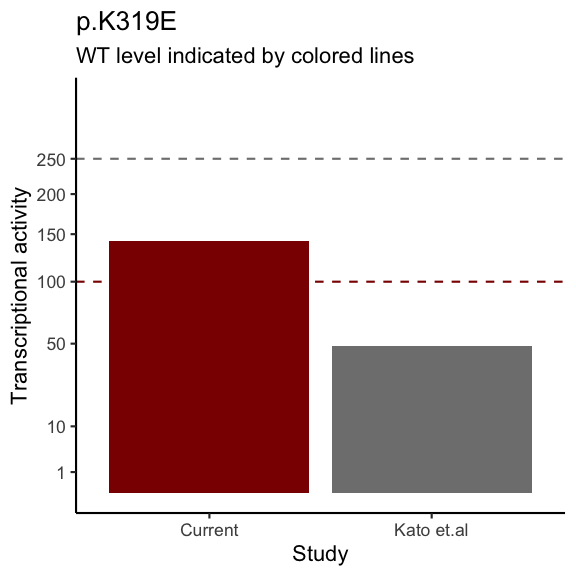 p.K319E
WT level indicated by colored lines
Transcriptional activity
250
200
150
100
50
10
1
Current
Kato et.al
Study